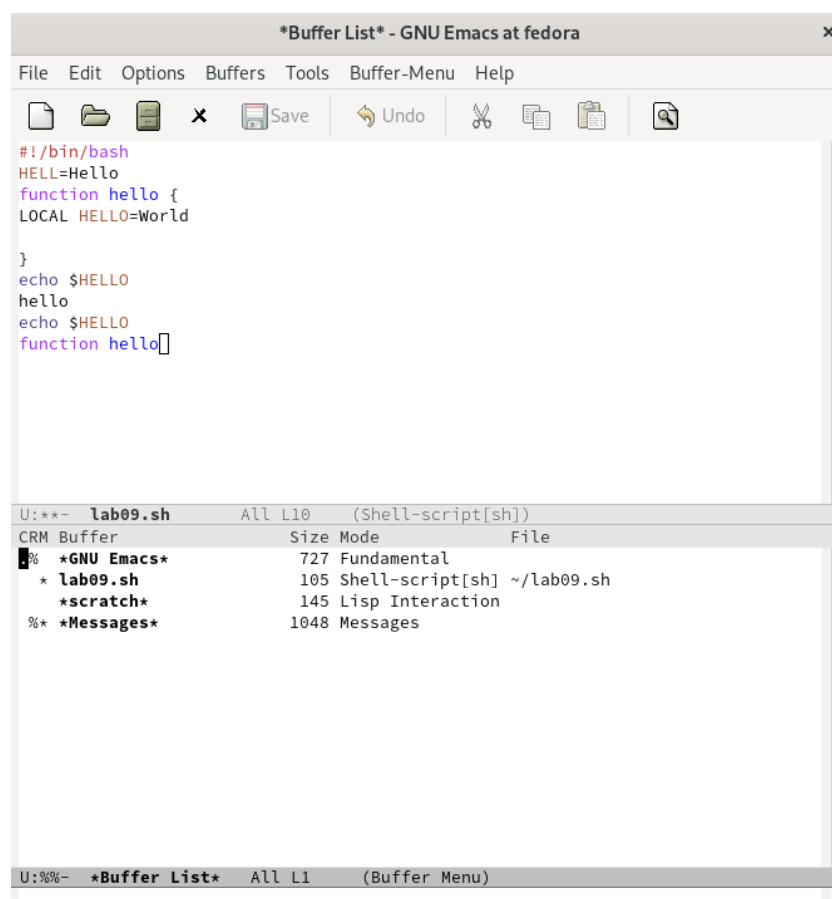 *Buffer List* - GNU Emacs at fedora ×
File Edit Options Buffers Tools Buffer-Menu Help
Save Undo
#!/bin/bash
HELL=Hello
function hello {
LOCAL HELLO=World
}
echo $HELLO
hello
echo $HELLO
function hello
U:**- lab09.sh All L10 (Shell-script[sh])
CRM Buffer Size Mode File
.% *GNU Emacs* 727 Fundamental
* lab09.sh 105 Shell-script[sh] ~/lab09.sh
*scratch* 145 Lisp Interaction
%* *Messages* 1048 Messages
U:%%- *Buffer List* All L1 (Buffer Menu)